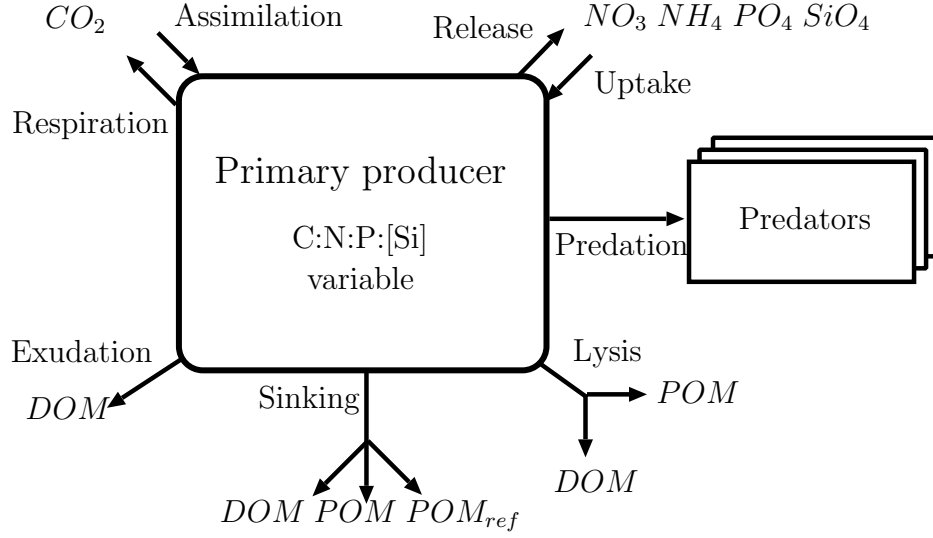 CO₂
Assimilation
Release
NO₃ NH₄ PO₄ SiO₄
Uptake
Respiration
Primary producer
C:N:P:[Si]
variable
Predation
Predators
Exudation
DOM
Sinking
Lysis
POM
DOM
DOM POM POM_ref